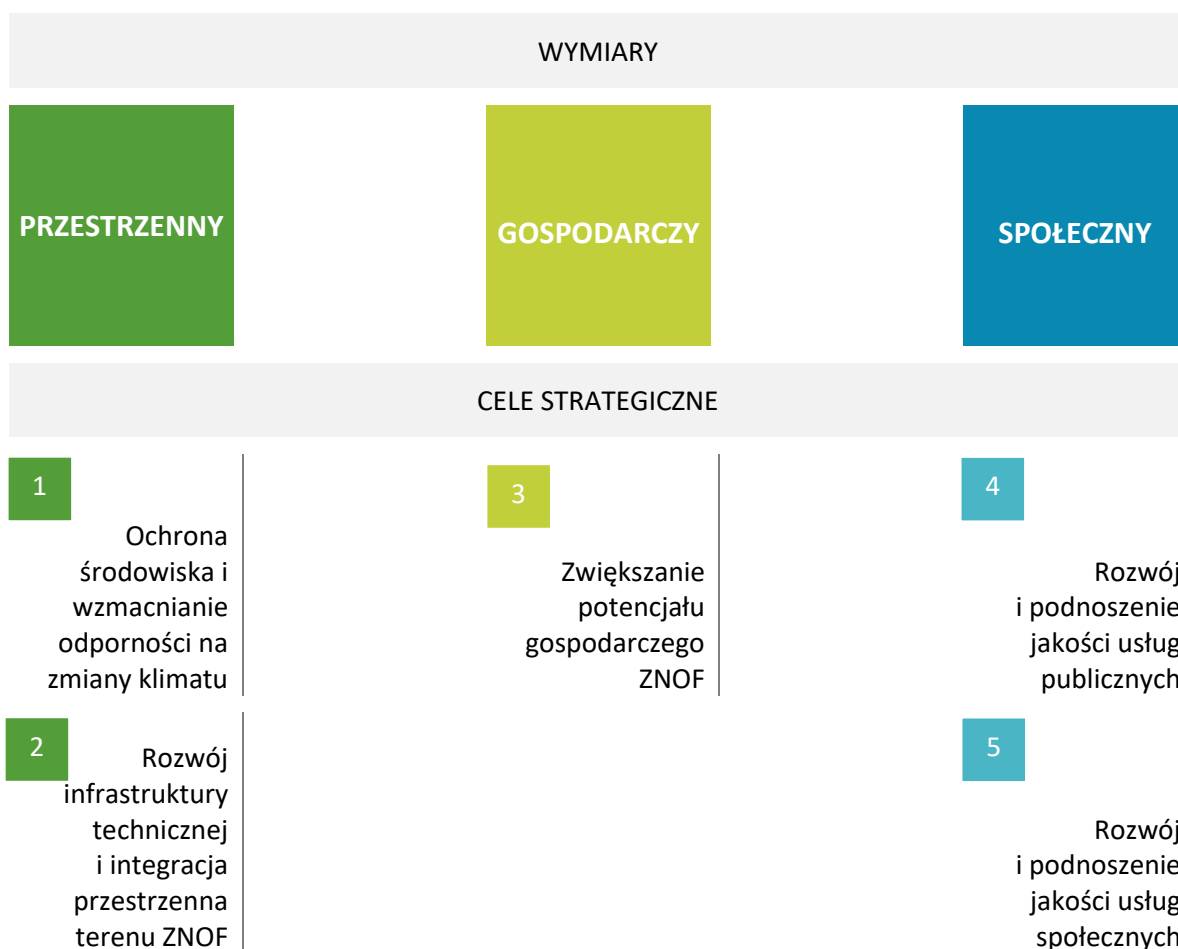 WYMIARY
PRZESTRZENNY
GOSPODARCZY
SPOŁECZNY
CELE STRATEGICZNE
1
Ochrona
środowiska i
wzmacnianie
odporności na
zmiany klimatu
3
Zwiększanie
potencjału
gospodarczego
ZNOF
4
Rozwój
i podnoszenie
jakości usług
publicznych
2
Rozwój
infrastruktury
technicznej
i integracja
przestrzenna
terenu ZNOF
5
Rozwój
i podnoszenie
jakości usług
społecznych